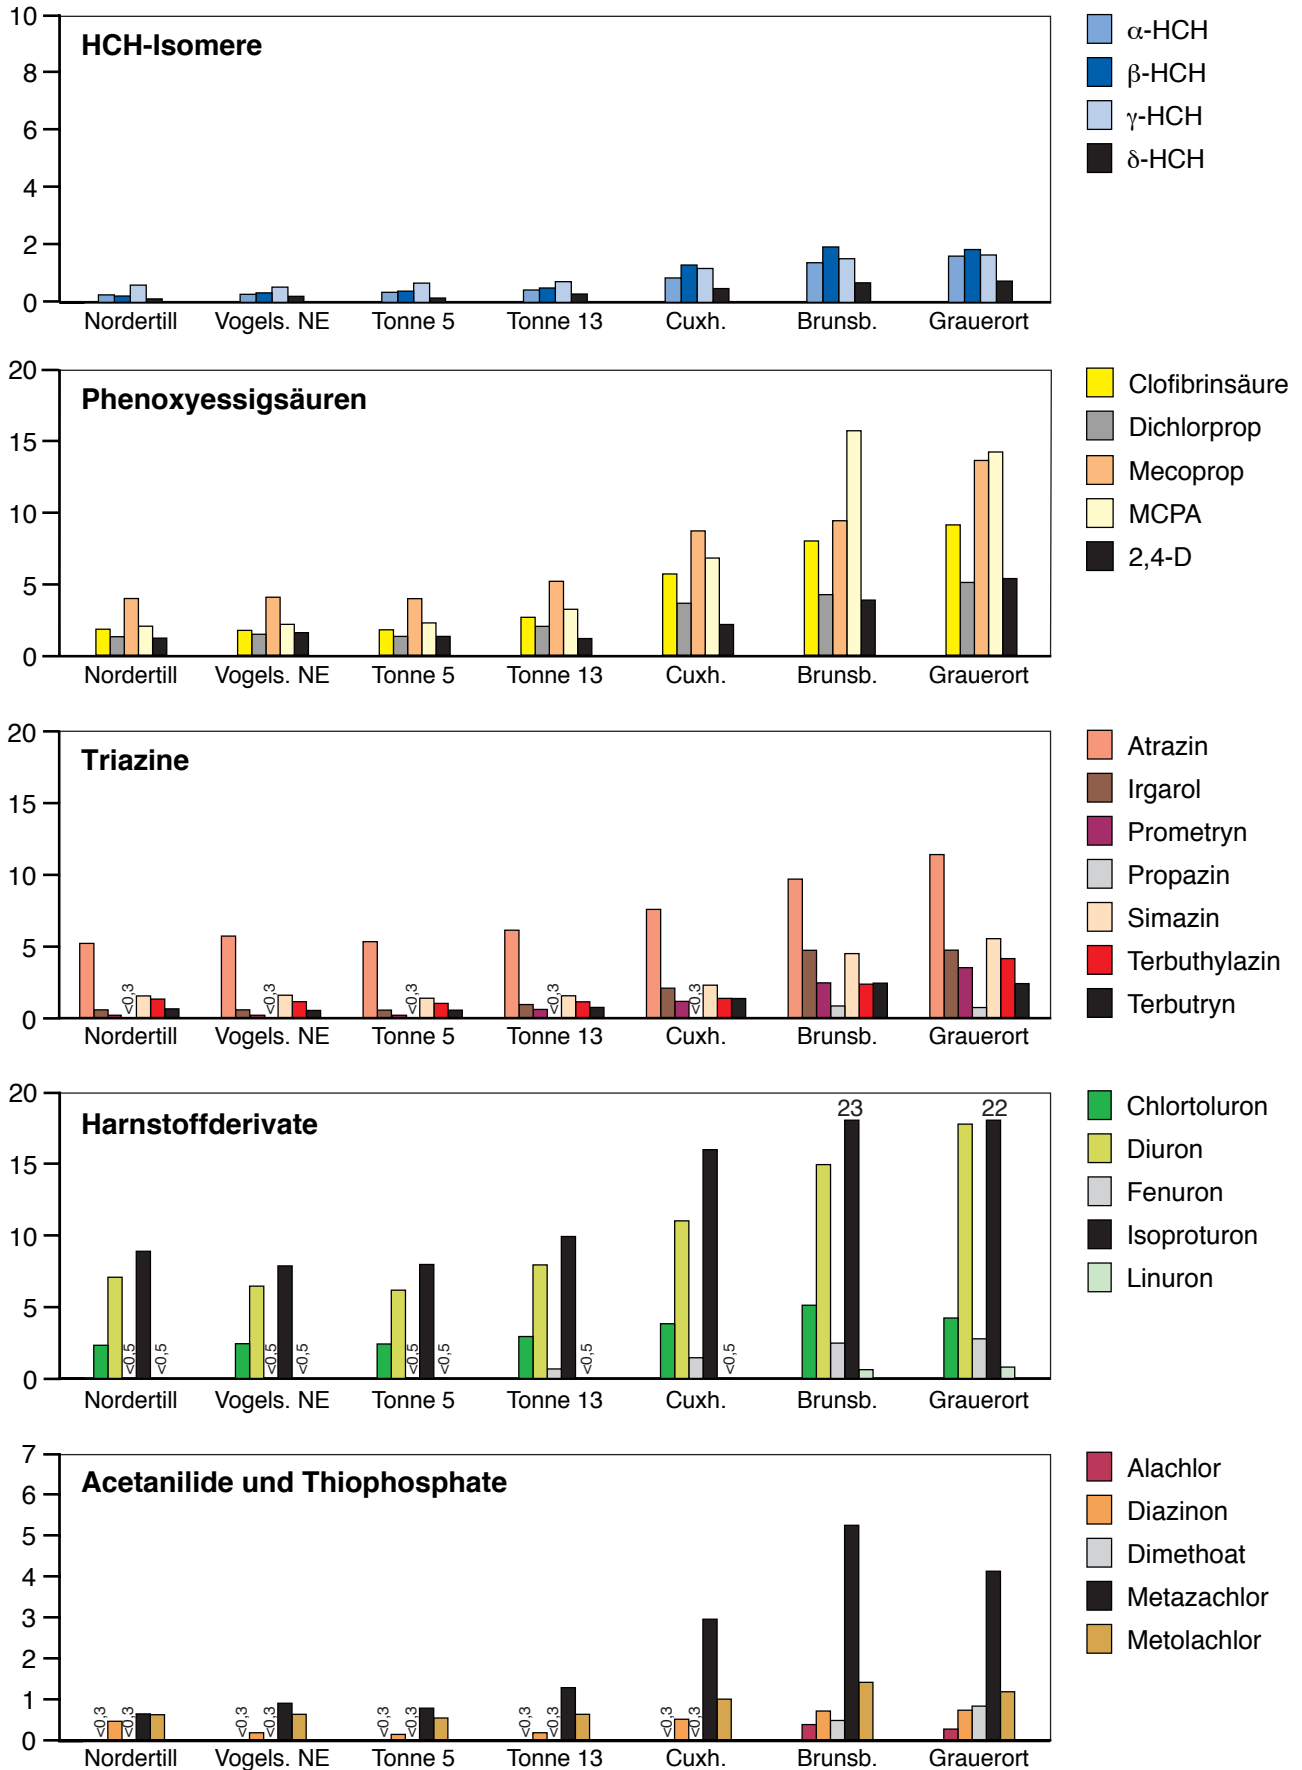 10
8
6
4
2
0
HCH-Isomere
Nordertill Vogels. NE Tonne 5 Tonne 13 Cuxh. Brunsb. Grauerort
α-HCH
β-HCH
γ-HCH
δ-HCH
20
15
10
5
0
Phenoxyessigsäuren
Nordertill Vogels. NE Tonne 5 Tonne 13 Cuxh. Brunsb. Grauerort
Clofibrinsäure
Dichlorprop
Mecoprop
MCPA
2,4-D
20
15
10
5
0
Triazine
<0,3 <0,3 <0,3 <0,3 <0,3
Nordertill Vogels. NE Tonne 5 Tonne 13 Cuxh. Brunsb. Grauerort
Atrazin
Irgarol
Prometryn
Propazin
Simazin
Terbuthylazin
Terbutryn
20
15
10
5
0
Harnstoffderivate
23 22
<0,5 <0,5 <0,5 <0,5 <0,5 <0,5 <0,5 <0,5
Nordertill Vogels. NE Tonne 5 Tonne 13 Cuxh. Brunsb. Grauerort
Chlortoluron
Diuron
Fenuron
Isoproturon
Linuron
7
6
5
4
3
2
1
0
Acetanilide und Thiophosphate
<0,3 <0,3 <0,3 <0,3 <0,3 <0,3 <0,3 <0,3 <0,3 <0,3
Nordertill Vogels. NE Tonne 5 Tonne 13 Cuxh. Brunsb. Grauerort
Alachlor
Diazinon
Dimethoat
Metazachlor
Metolachlor